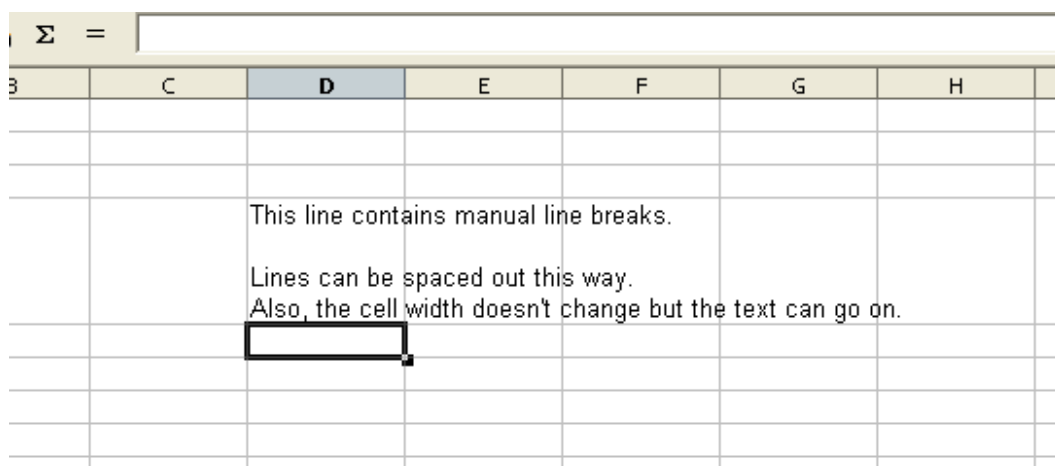 Σ =
B C D E F G H
This line contains manual line breaks.

Lines can be spaced out this way.
Also, the cell width doesn't change but the text can go on.